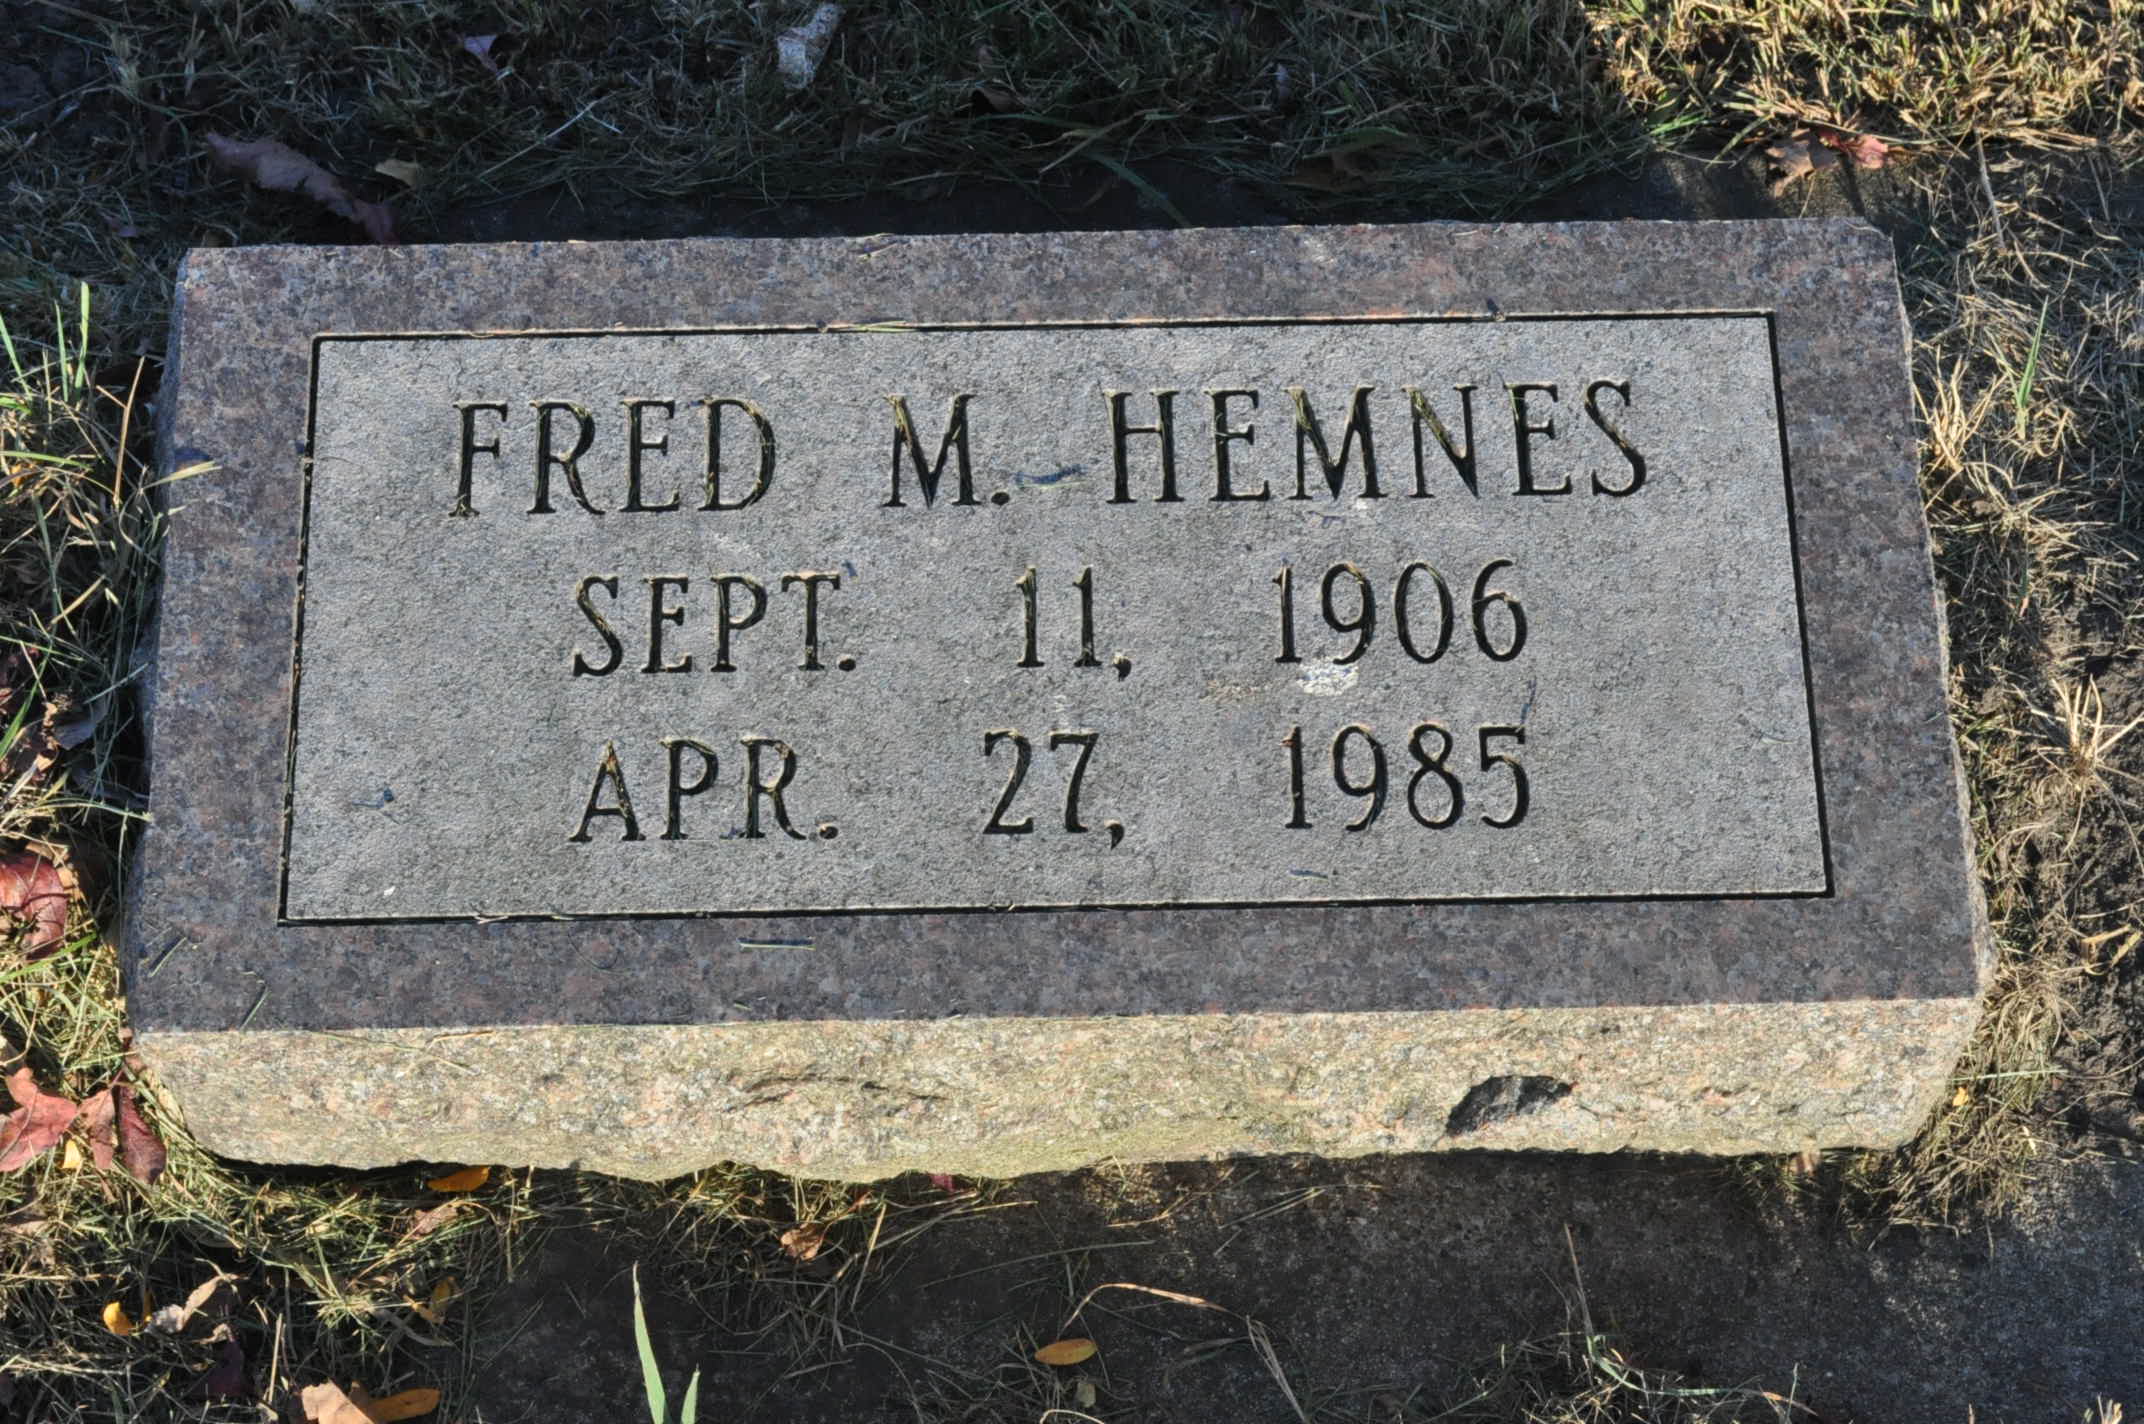 FRED M. HEMNES
SEPT. 11, 1906
APR. 27, 1985